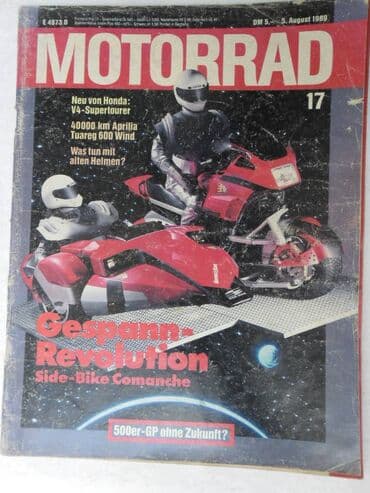 E 4873 D
DM 5,— 5. August 1989
MOTORRAD
17
Neu von Honda:
V4-Supertourer
40000 km Aprilia
Tuareg 600 Wind
Was tun mit
alten Helmen?
Gespann-
Revolution
Side-Bike Comanche
500er-GP ohne Zukunft?